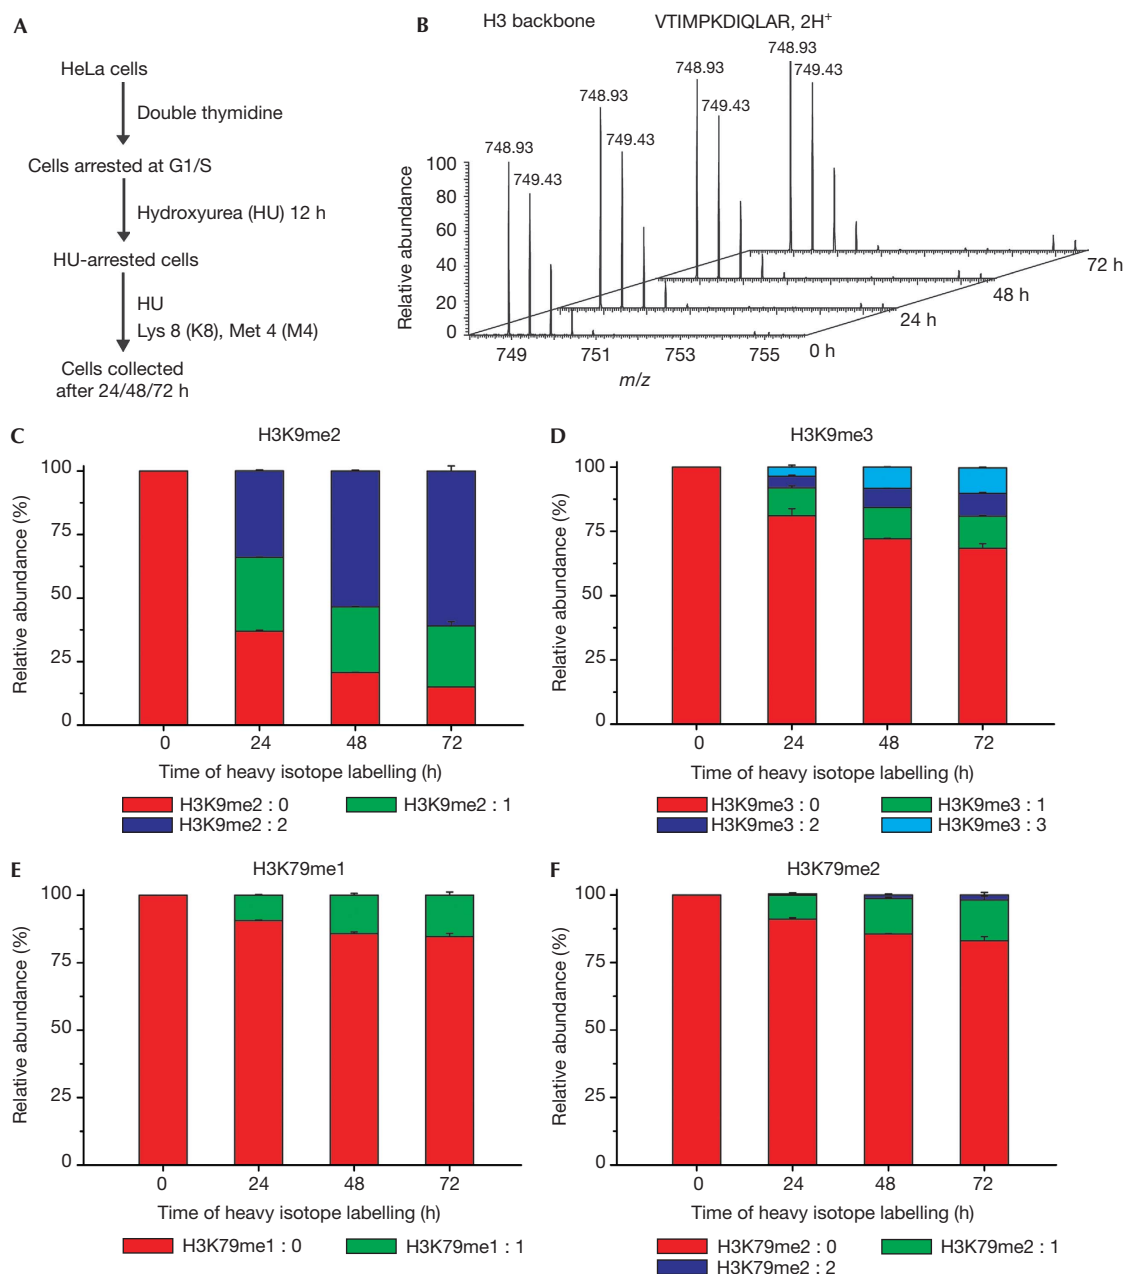 A
HeLa cells
Double thymidine
Cells arrested at G1/S
Hydroxyurea (HU) 12 h
HU-arrested cells
HU
Lys 8 (K8), Met 4 (M4)
Cells collected
after 24/48/72 h
B
H3 backbone VTIMPKDIQLAR, 2H⁺
748.93
749.43
748.93
749.43
748.93
749.43
748.93
749.43
Relative abundance
100
80
60
40
20
0
749 751 753 755
m/z
0 h
24 h
48 h
72 h
C
H3K9me2
Relative abundance (%)
100
75
50
25
0
0 24 48 72
Time of heavy isotope labelling (h)
H3K9me2 : 0 H3K9me2 : 1
H3K9me2 : 2
D
H3K9me3
Relative abundance (%)
100
75
50
25
0
0 24 48 72
Time of heavy isotope labelling (h)
H3K9me3 : 0 H3K9me3 : 1
H3K9me3 : 2 H3K9me3 : 3
E
H3K79me1
Relative abundance (%)
100
75
50
25
0
0 24 48 72
Time of heavy isotope labelling (h)
H3K79me1 : 0 H3K79me1 : 1
F
H3K79me2
Relative abundance (%)
100
75
50
25
0
0 24 48 72
Time of heavy isotope labelling (h)
H3K79me2 : 0 H3K79me2 : 1
H3K79me2 : 2